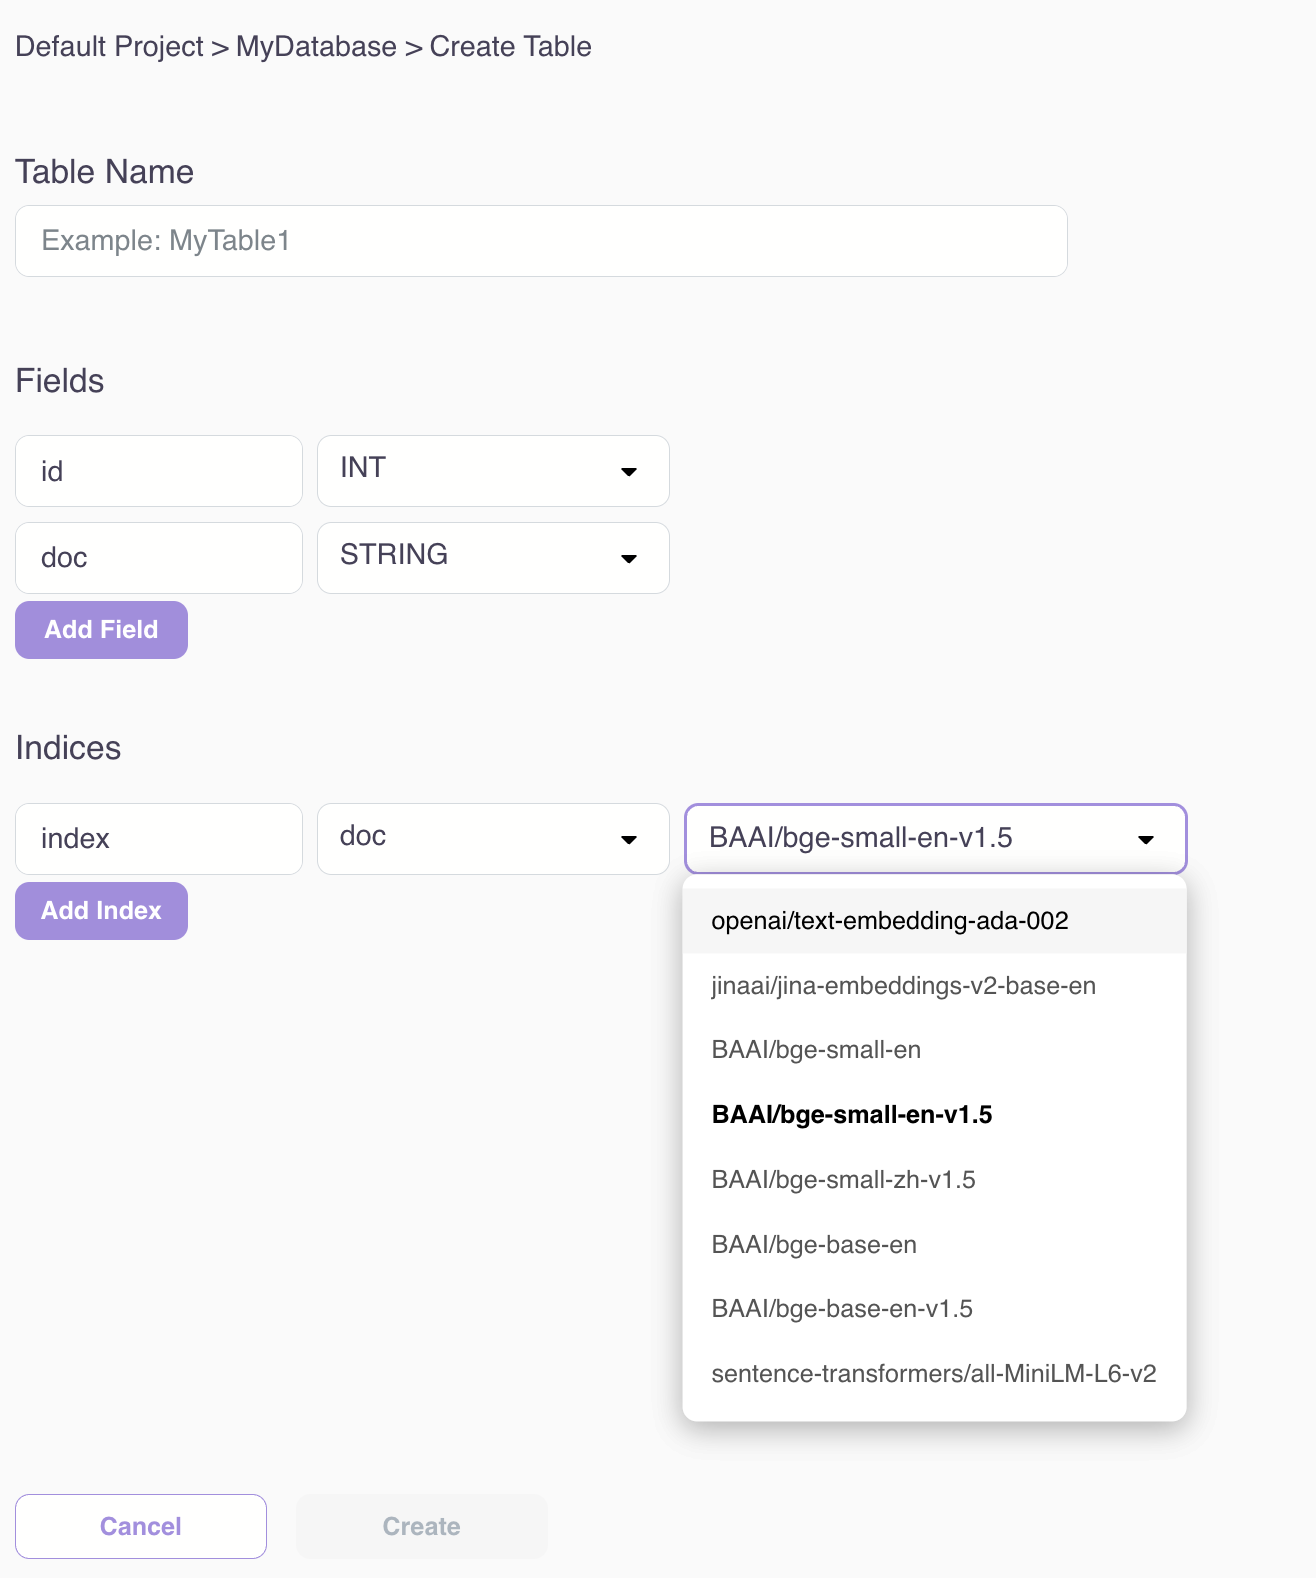 Default Project > MyDatabase > Create Table
Table Name
Example: MyTable1
Fields
id
INT
doc
STRING
Add Field
Indices
index
doc
BAAI/bge-small-en-v1.5
Add Index
openai/text-embedding-ada-002
jinaai/jina-embeddings-v2-base-en
BAAI/bge-small-en
BAAI/bge-small-en-v1.5
BAAI/bge-small-zh-v1.5
BAAI/bge-base-en
BAAI/bge-base-en-v1.5
sentence-transformers/all-MiniLM-L6-v2
Cancel
Create